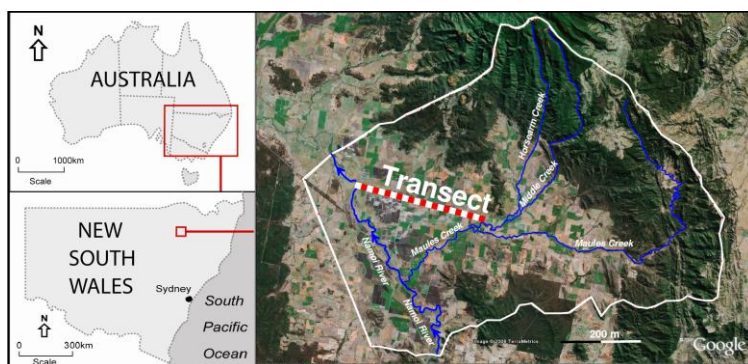 N
AUSTRALIA
0
1000km
Scale
NEW
SOUTH
WALES
Sydney
South
Pacific
Ocean
N
0
300km
Scale
Horsearm Creek
Middle Creek
Transect
Maules Creek
Maules Creek
Namoi River
Namoi River
200 m
Google